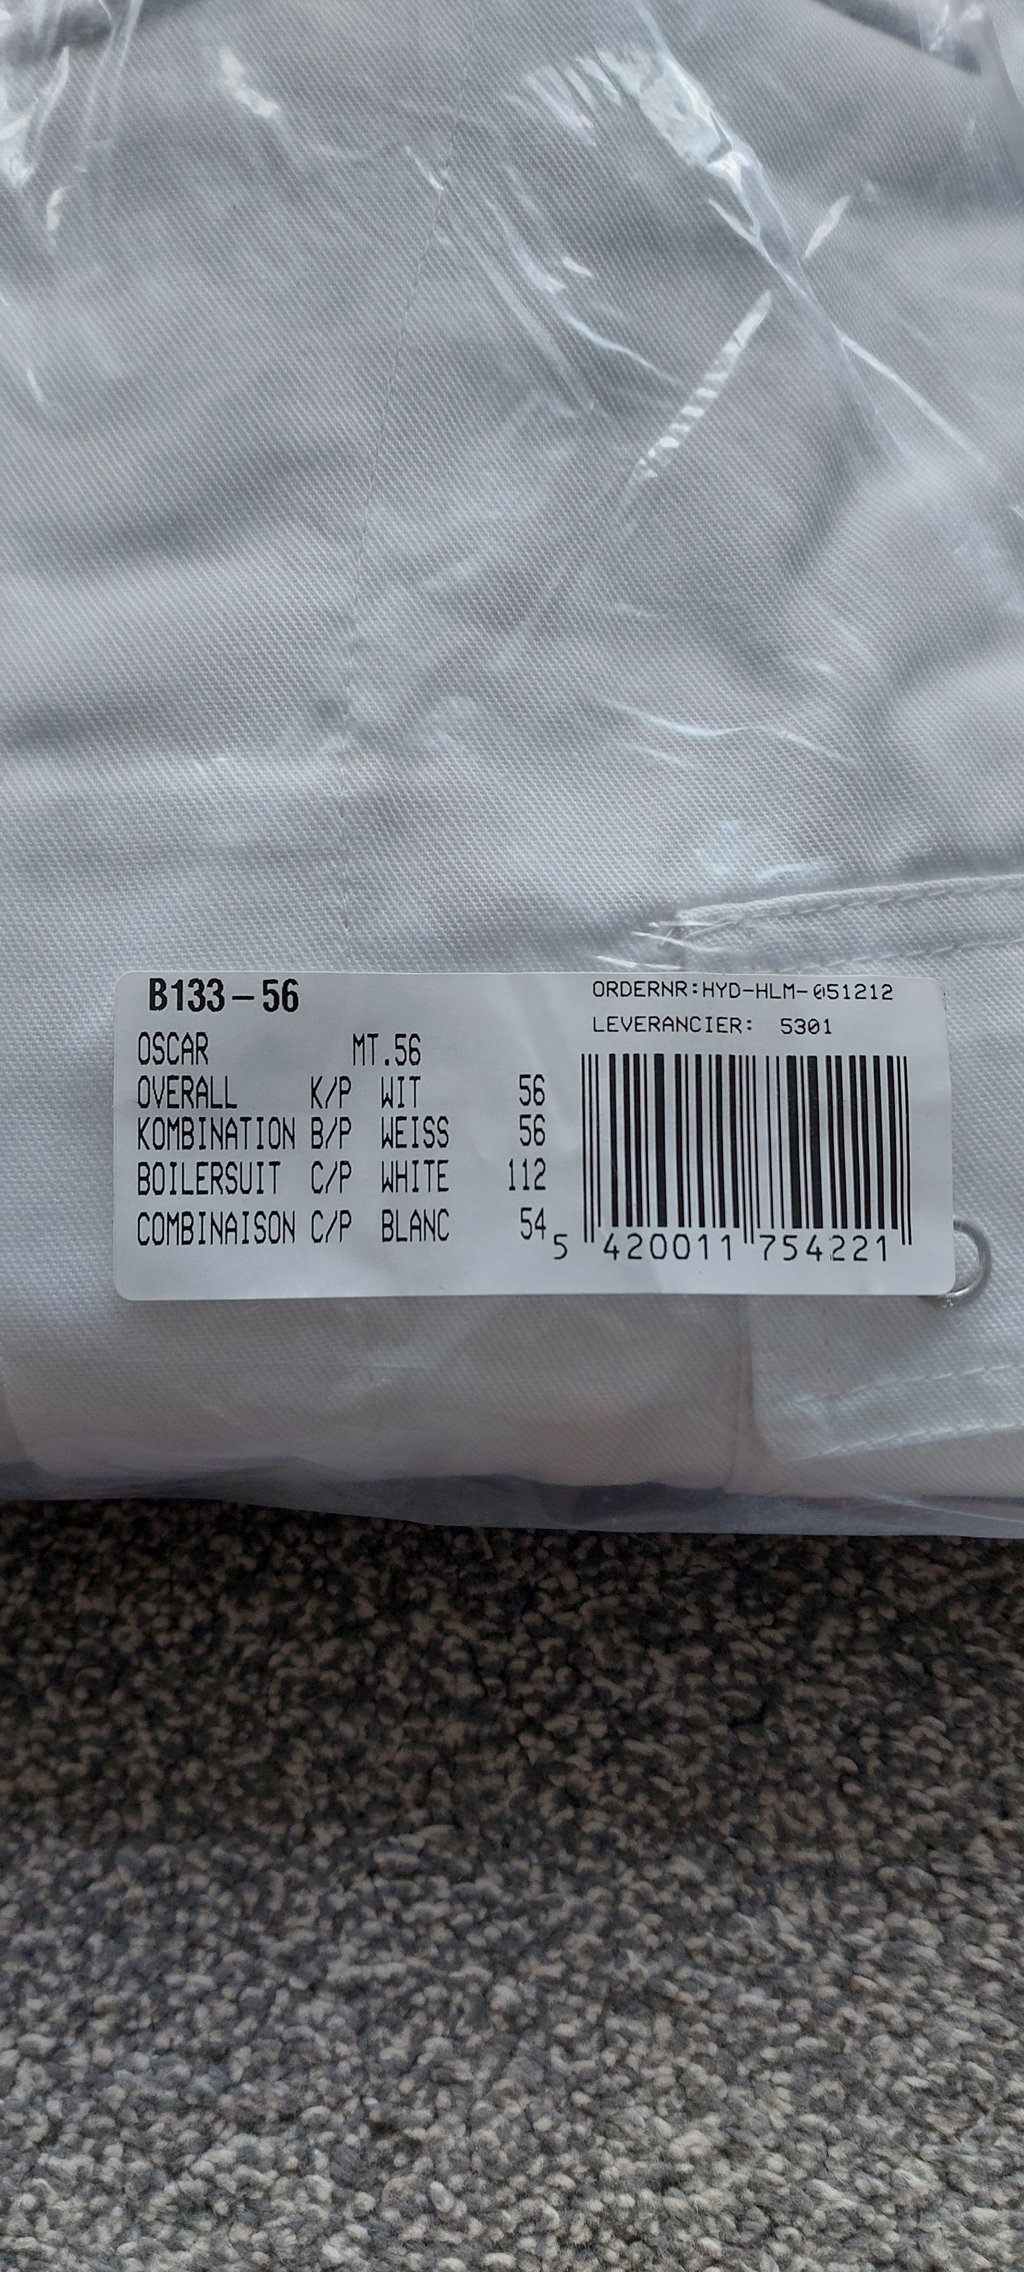 B133-56
OSCAR MT.56
OVERALL K/P WIT 56
KOMBINATION B/P WEISS 56
BOILERSUIT C/P WHITE 112
COMBINAISON C/P BLANC 54
ORDERNR:HYD-HLM-051212
LEVERANCIER: 5301
5 420011 754221